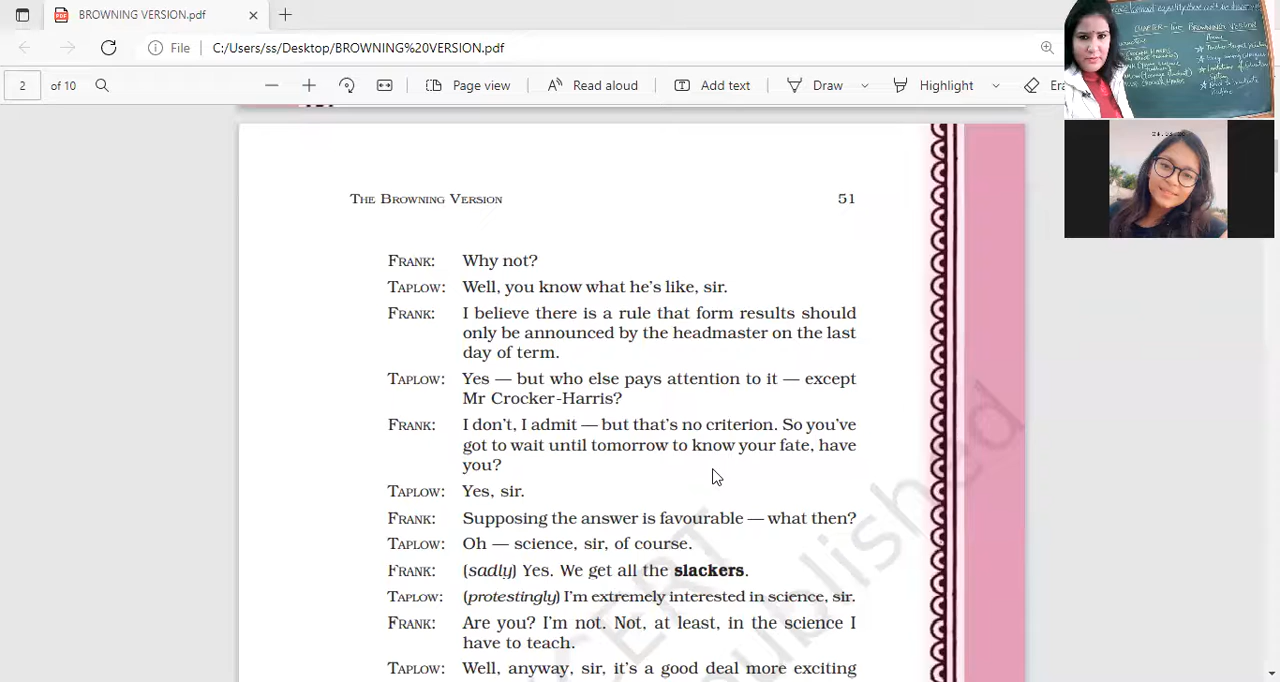 BROWNING VERSION.pdf
File C:/Users/ss/Desktop/BROWNING%20VERSION.pdf
2 of 10 Page view Read aloud Add text Draw Highlight
THE BROWNING VERSION 51
FRANK: Why not?
TAPLOW: Well, you know what he's like, sir.
FRANK: I believe there is a rule that form results should
only be announced by the headmaster on the last
day of term.
TAPLOW: Yes — but who else pays attention to it — except
Mr Crocker-Harris?
FRANK: I don't, I admit — but that's no criterion. So you've
got to wait until tomorrow to know your fate, have
you?
TAPLOW: Yes, sir.
FRANK: Supposing the answer is favourable — what then?
TAPLOW: Oh — science, sir, of course.
FRANK: (sadly) Yes. We get all the slackers.
TAPLOW: (protestingly) I'm extremely interested in science, sir.
FRANK: Are you? I'm not. Not, at least, in the science I
have to teach.
TAPLOW: Well, anyway, sir, it's a good deal more exciting
CHAPTER - THE BROWNING VERSION